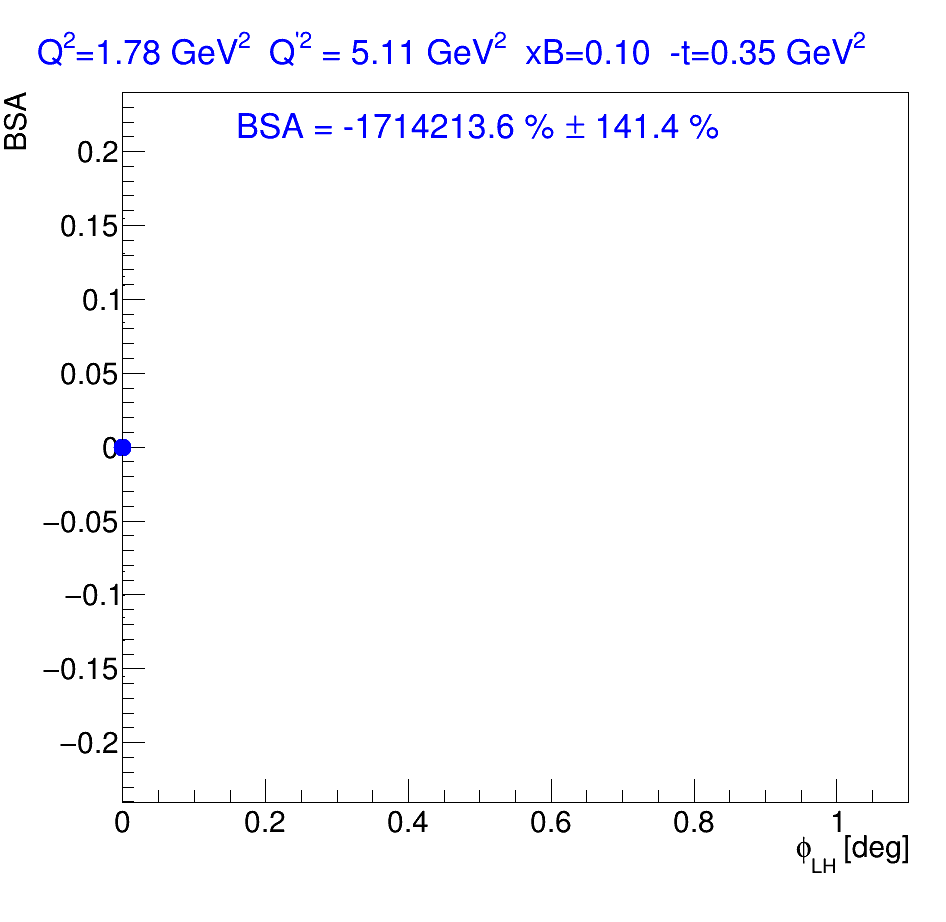 Q²=1.78 GeV² Q'² = 5.11 GeV² xB=0.10 -t=0.35 GeV²
BSA
BSA = -1714213.6 % ± 141.4 %
0.2
0.15
0.1
0.05
0
−0.05
−0.1
−0.15
−0.2
0 0.2 0.4 0.6 0.8 1
ϕ_LH [deg]